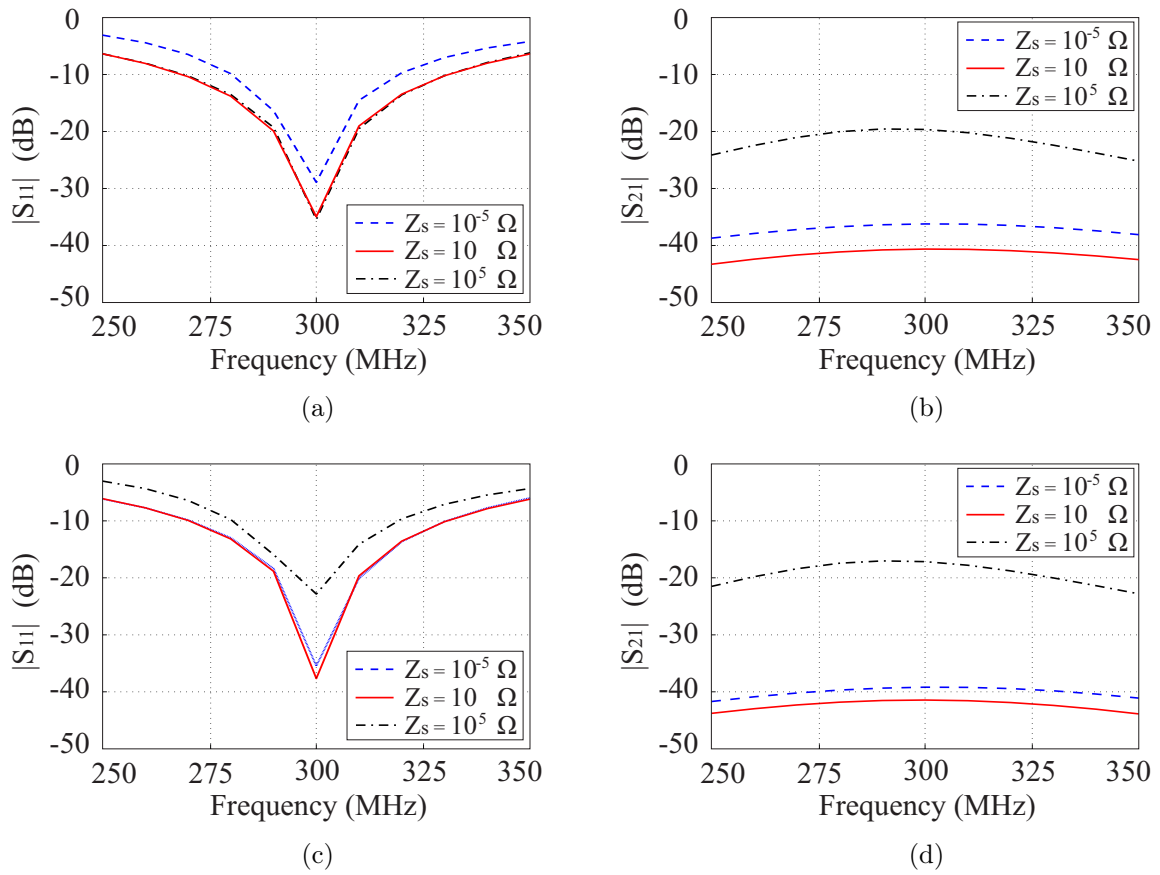 0
-10
-20
-30
-40
-50
|S11| (dB)
Zs = 10-5 Ω
Zs = 10 Ω
Zs = 105 Ω
250 275 300 325 350
Frequency (MHz)
(a)
0
-10
-20
-30
-40
-50
|S21| (dB)
Zs = 10-5 Ω
Zs = 10 Ω
Zs = 105 Ω
250 275 300 325 350
Frequency (MHz)
(b)
0
-10
-20
-30
-40
-50
|S11| (dB)
Zs = 10-5 Ω
Zs = 10 Ω
Zs = 105 Ω
250 275 300 325 350
Frequency (MHz)
(c)
0
-10
-20
-30
-40
-50
|S21| (dB)
Zs = 10-5 Ω
Zs = 10 Ω
Zs = 105 Ω
250 275 300 325 350
Frequency (MHz)
(d)